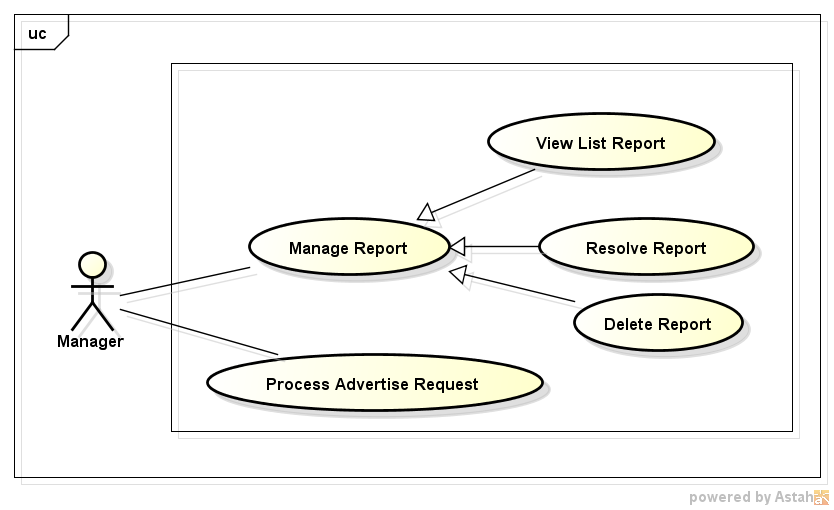 uc
View List Report
Manage Report
Resolve Report
Delete Report
Manager
Process Advertise Request
powered by Astah